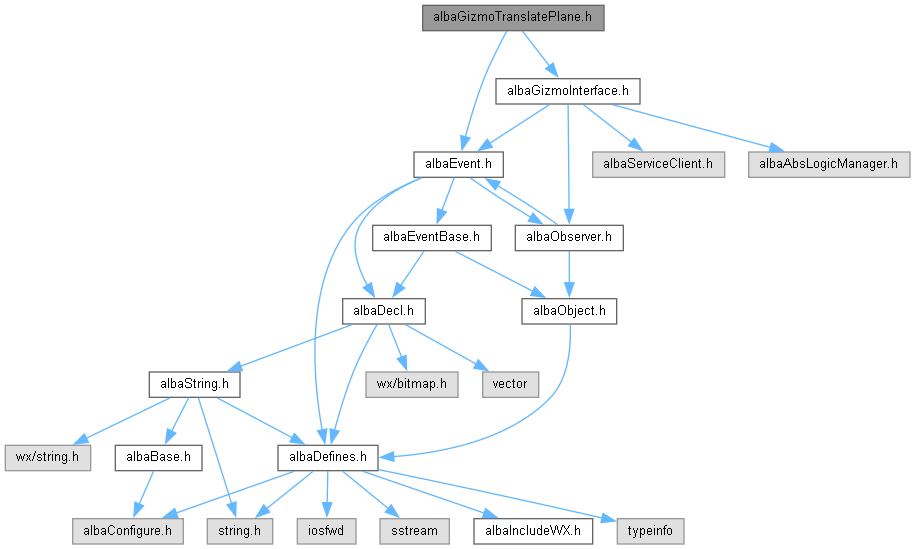 albaGizmoTranslatePlane.h
albaGizmoInterface.h
albaEvent.h
albaServiceClient.h
albaAbsLogicManager.h
albaEventBase.h
albaObserver.h
albaDecl.h
albaObject.h
albaString.h
wx/bitmap.h
vector
wx/string.h
albaBase.h
albaDefines.h
albaConfigure.h
string.h
iosfwd
sstream
albaIncludeWX.h
typeinfo